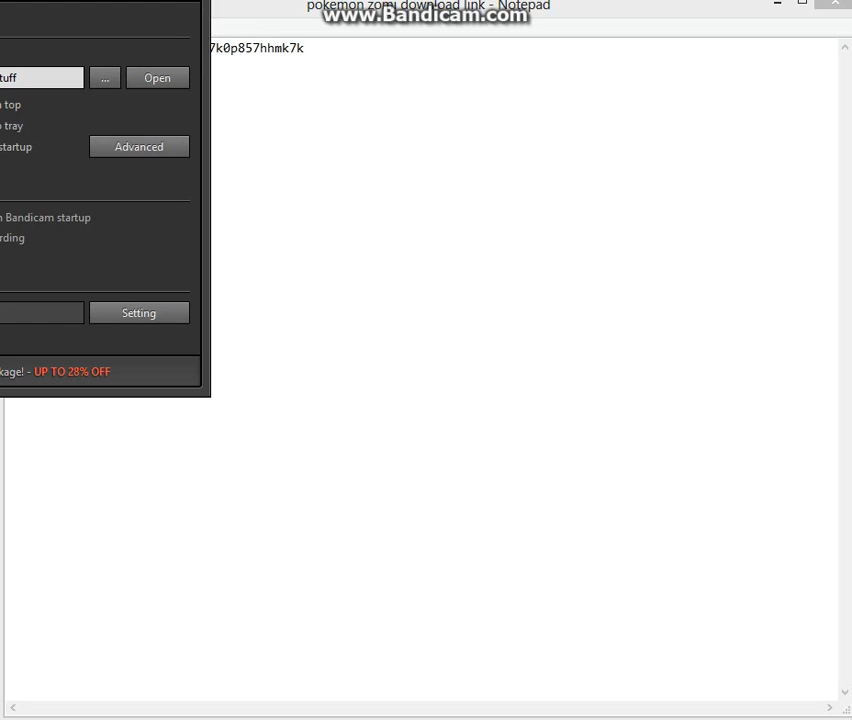 pokemon zomi download link - Notepad
www.Bandicam.com
7k0p857hhmk7k
tuff
...
Open
top
tray
startup
Advanced
Bandicam startup
rding
Setting
kage! - UP TO 28% OFF